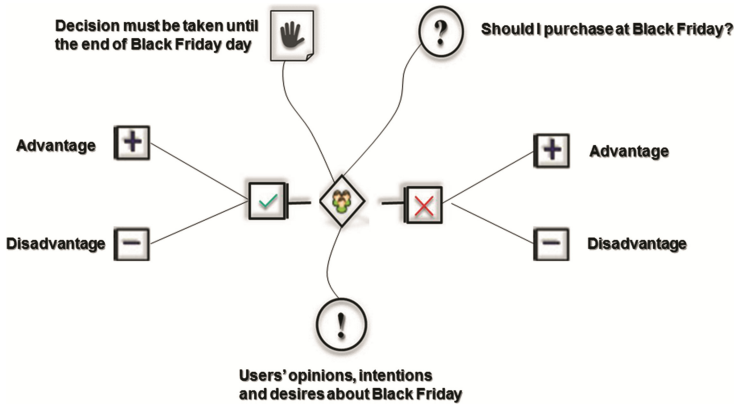 Decision must be taken until
the end of Black Friday day
?
Should I purchase at Black Friday?
Advantage
+
+
Advantage
Disadvantage
−
−
Disadvantage
!
Users' opinions, intentions
and desires about Black Friday